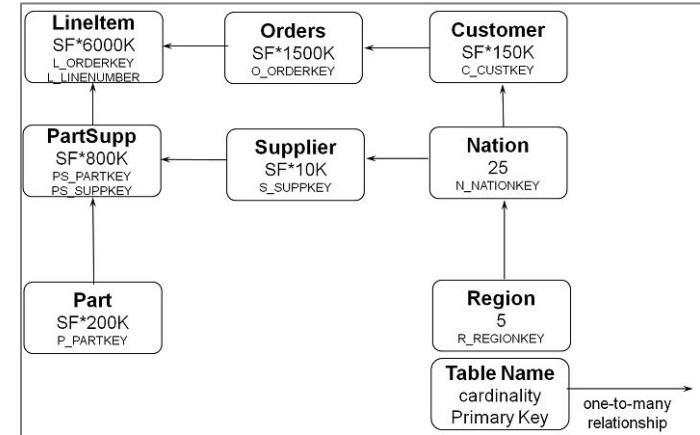 LineItem
SF*6000K
L_ORDERKEY
L_LINENUMBER
Orders
SF*1500K
O_ORDERKEY
Customer
SF*150K
C_CUSTKEY
PartSupp
SF*800K
PS_PARTKEY
PS_SUPPKEY
Supplier
SF*10K
S_SUPPKEY
Nation
25
N_NATIONKEY
Part
SF*200K
P_PARTKEY
Region
5
R_REGIONKEY
Table Name
cardinality
Primary Key
one-to-many
relationship